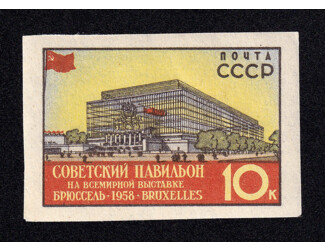 ПОЧТА
СССР
СОВЕТСКИЙ ПАВИЛЬОН
НА ВСЕМИРНОЙ ВЫСТАВКЕ
БРЮССЕЛЬ·1958·BRUXELLES
10К